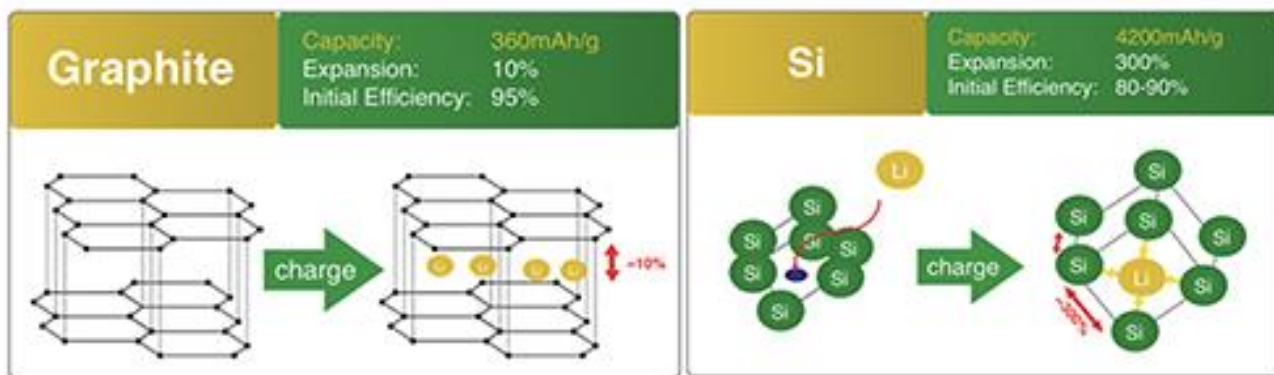 Graphite
Capacity: 360mAh/g
Expansion: 10%
Initial Efficiency: 95%
charge
Li Li Li Li
~10%
Si
Capacity: 4200mAh/g
Expansion: 300%
Initial Efficiency: 80-90%
Li
Si
Si
Si
Si
Si
Si
Si
charge
Si
Si
Si
Si
Si
Li
Si
Si
~300%